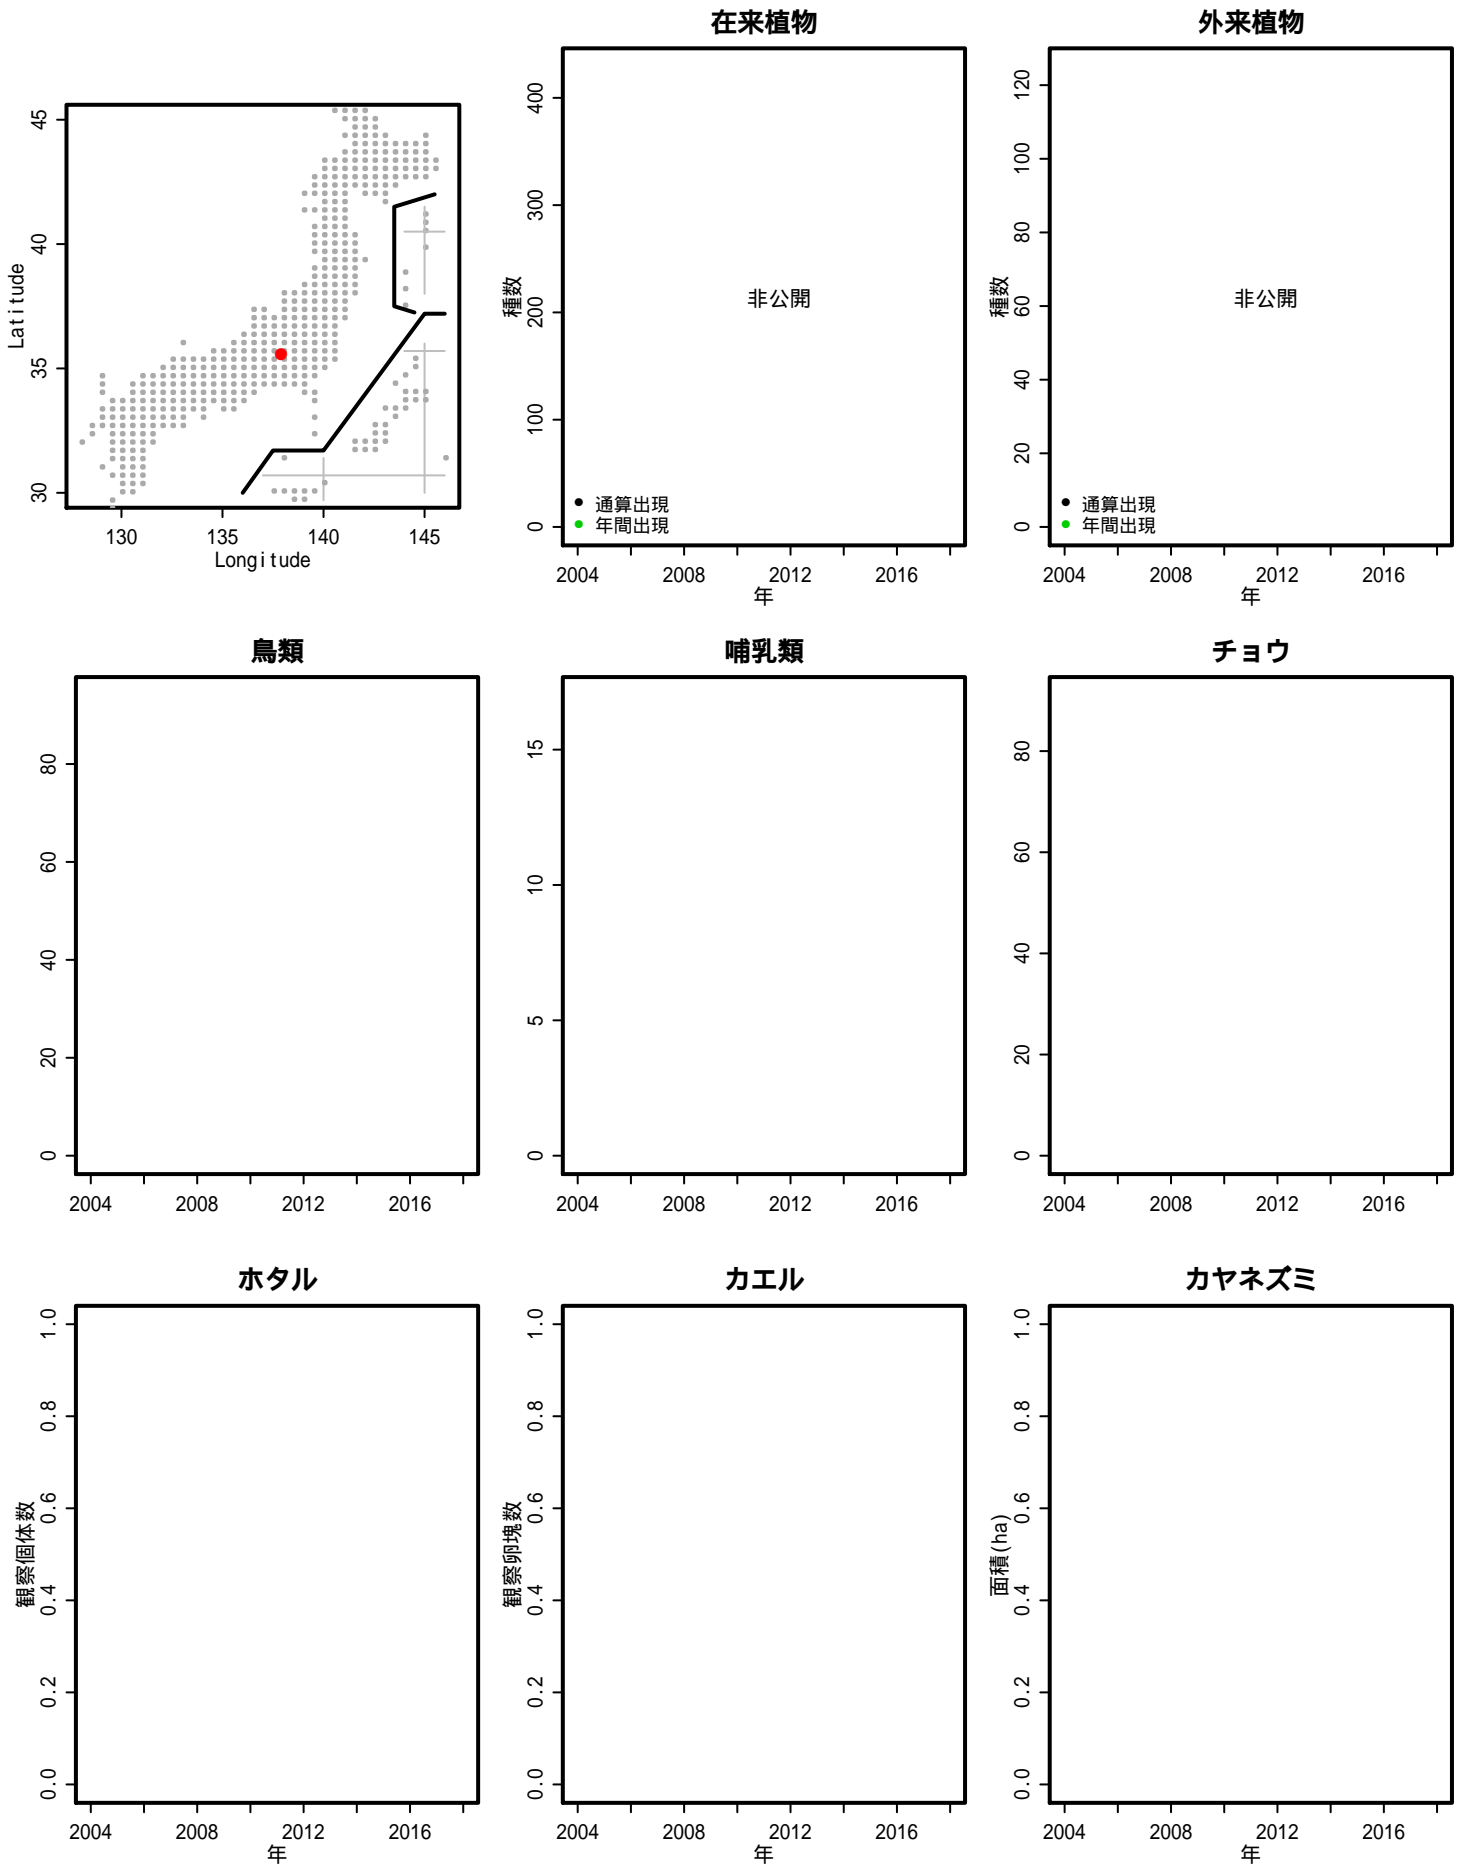 在来植物
外来植物
45
40
35
30
Latitude
130 135 140 145
Longitude
400
300
200
100
0
種数
非公開
通算出現
年間出現
2004 2008 2012 2016
年
120
100
80
60
40
20
0
種数
非公開
通算出現
年間出現
2004 2008 2012 2016
年
鳥類
80
60
40
20
0
2004 2008 2012 2016
哺乳類
15
10
5
0
2004 2008 2012 2016
チョウ
80
60
40
20
0
2004 2008 2012 2016
ホタル
1.0
0.8
0.6
0.4
0.2
0.0
観察個体数
2004 2008 2012 2016
年
カエル
1.0
0.8
0.6
0.4
0.2
0.0
観察卵塊数
2004 2008 2012 2016
年
カヤネズミ
1.0
0.8
0.6
0.4
0.2
0.0
面積(ha)
2004 2008 2012 2016
年